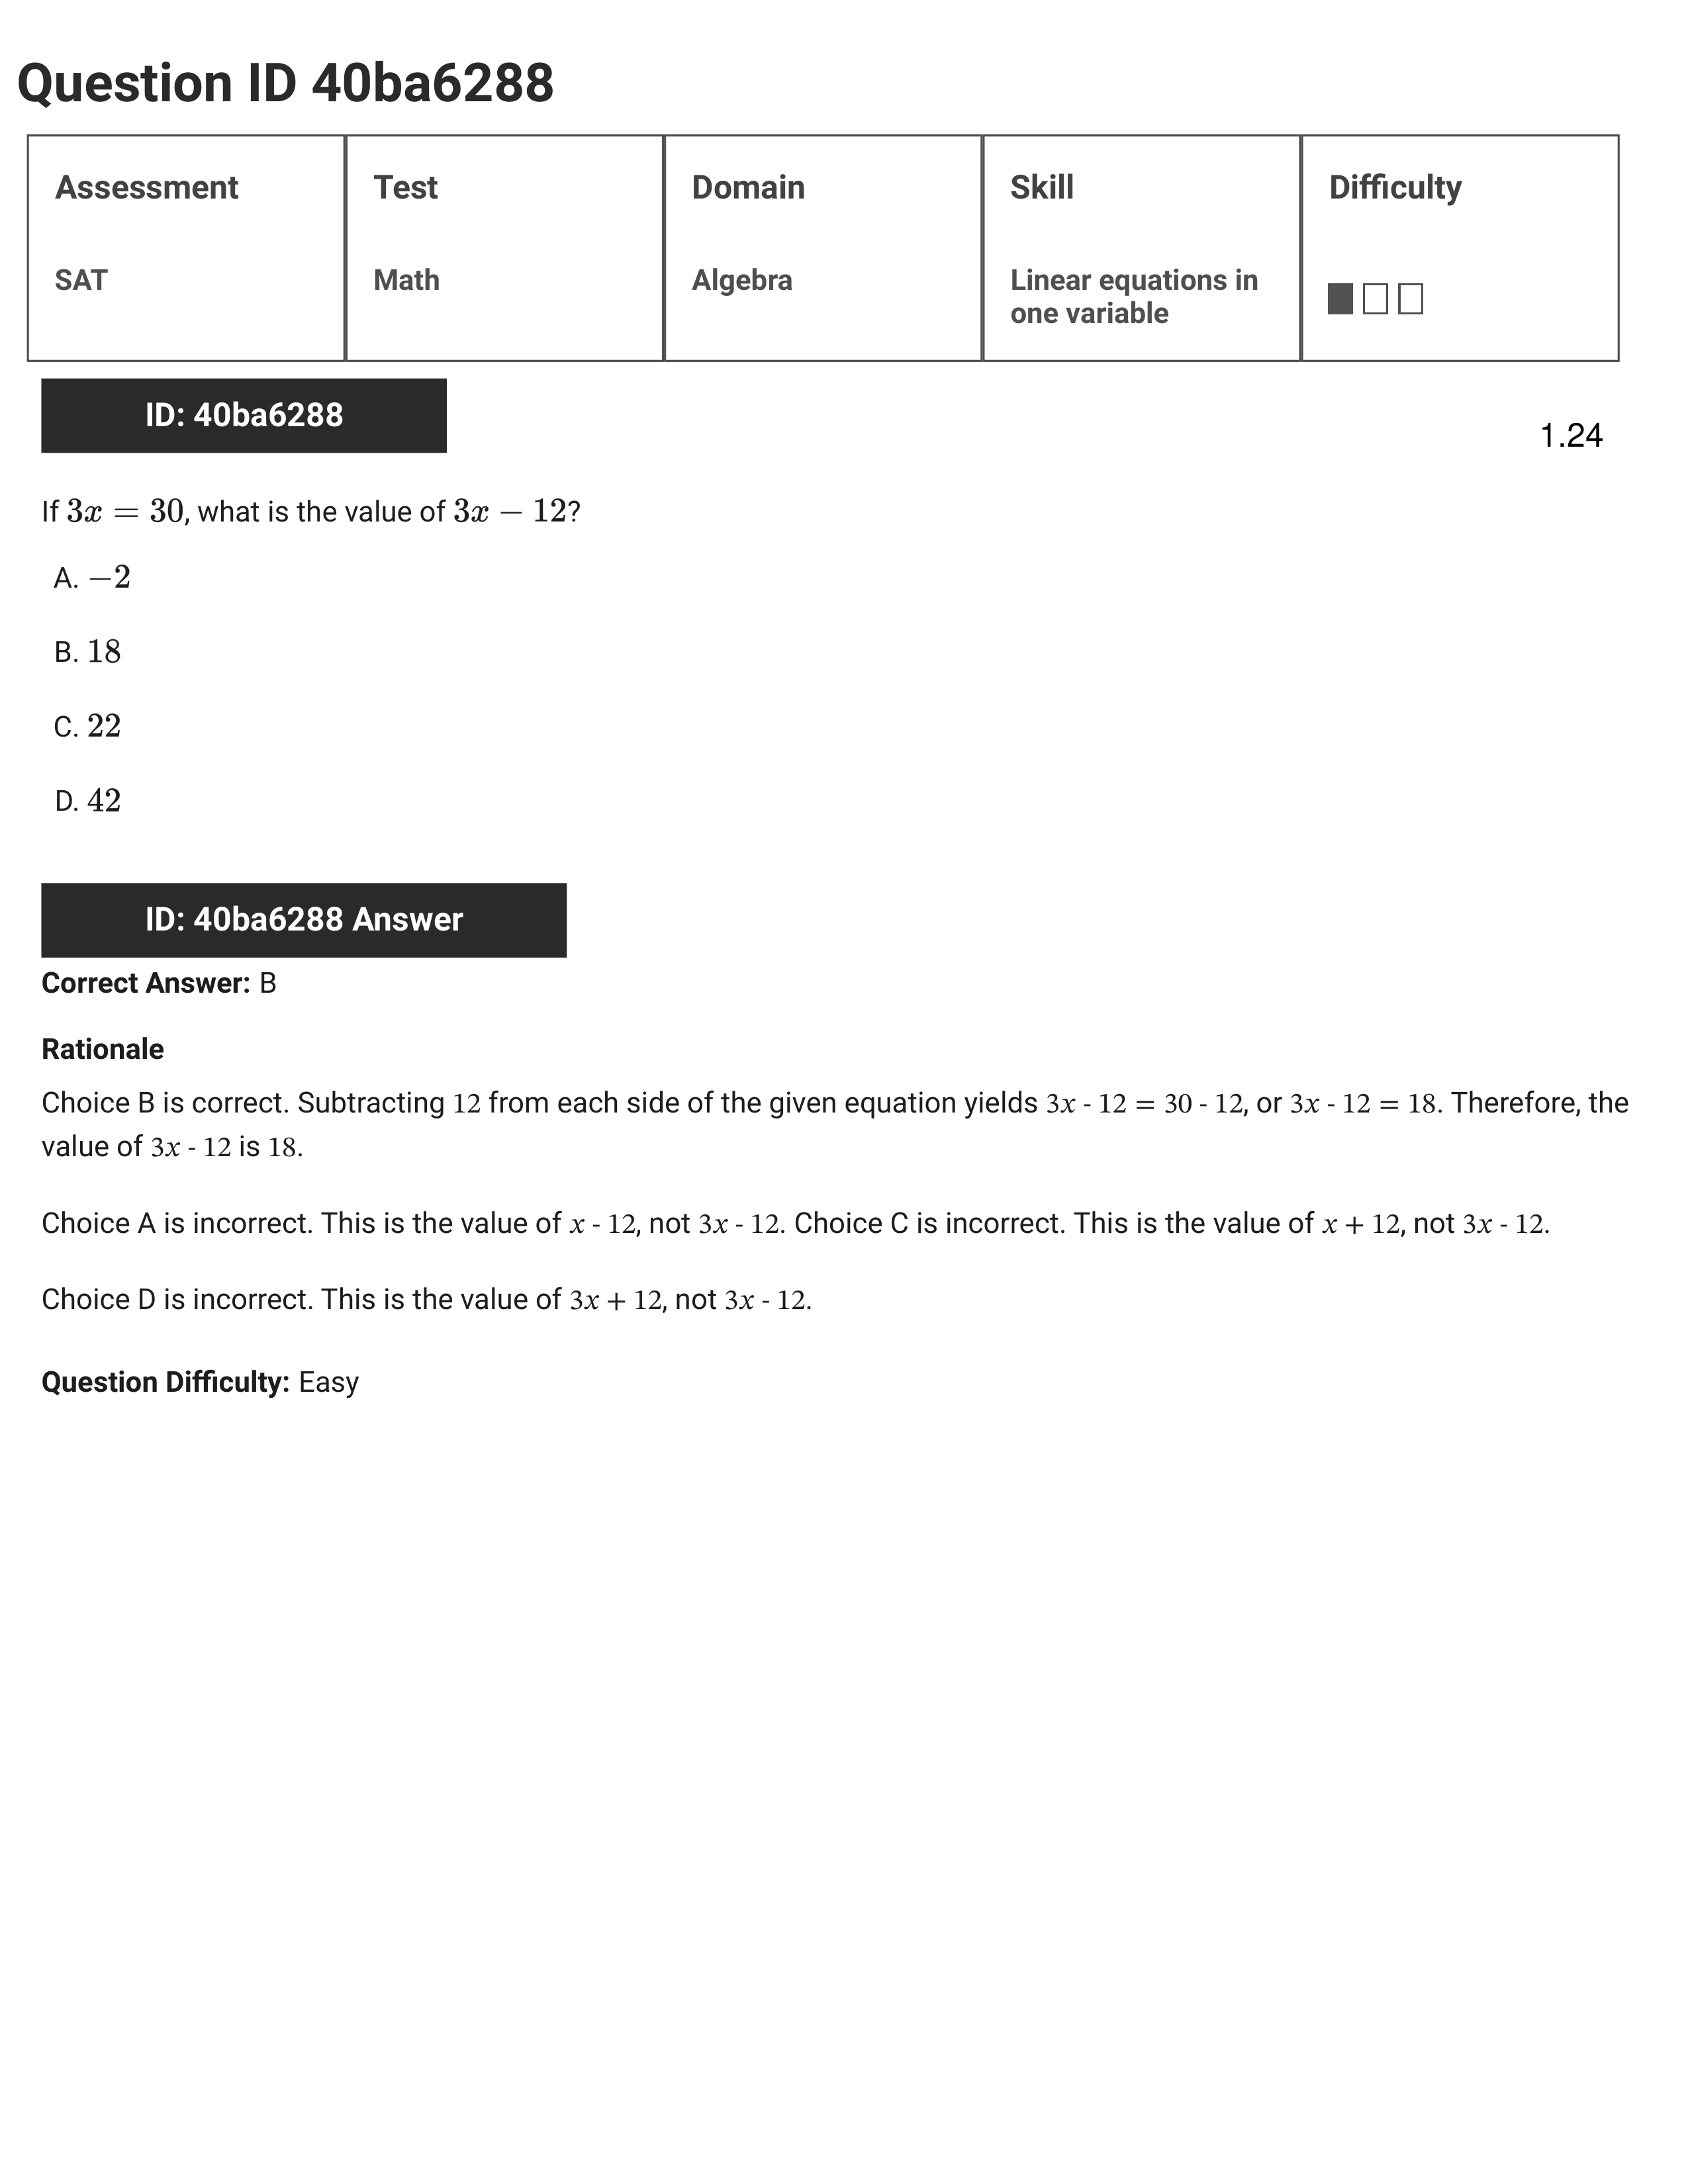 Question ID 40ba6288
Assessment Test Domain Skill Difficulty
SAT Math Algebra Linear equations in
one variable
ID: 40ba6288
1.24
If 3x = 30, what is the value of 3x − 12?
A. −2
B. 18
C. 22
D. 42
ID: 40ba6288 Answer
Correct Answer: B
Rationale
Choice B is correct. Subtracting 12 from each side of the given equation yields 3x - 12 = 30 - 12, or 3x - 12 = 18. Therefore, the
value of 3x - 12 is 18.
Choice A is incorrect. This is the value of x - 12, not 3x - 12. Choice C is incorrect. This is the value of x + 12, not 3x - 12.
Choice D is incorrect. This is the value of 3x + 12, not 3x - 12.
Question Difficulty: Easy